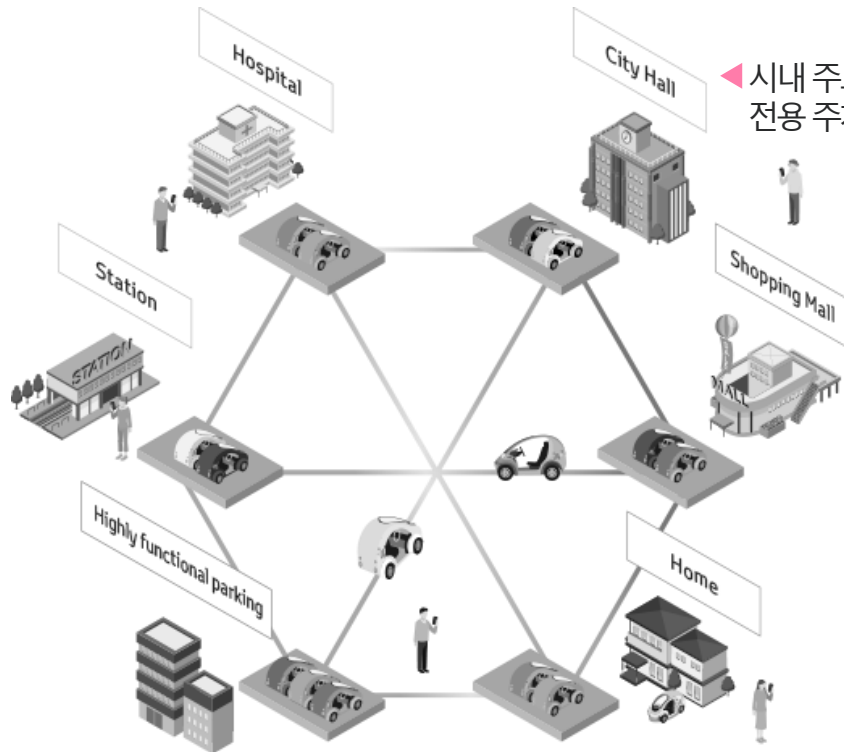 Hospital
City Hall
◀ 시내 주
전용 주
Station
Shopping Mall
STATION
MALL
Highly functional parking
Home